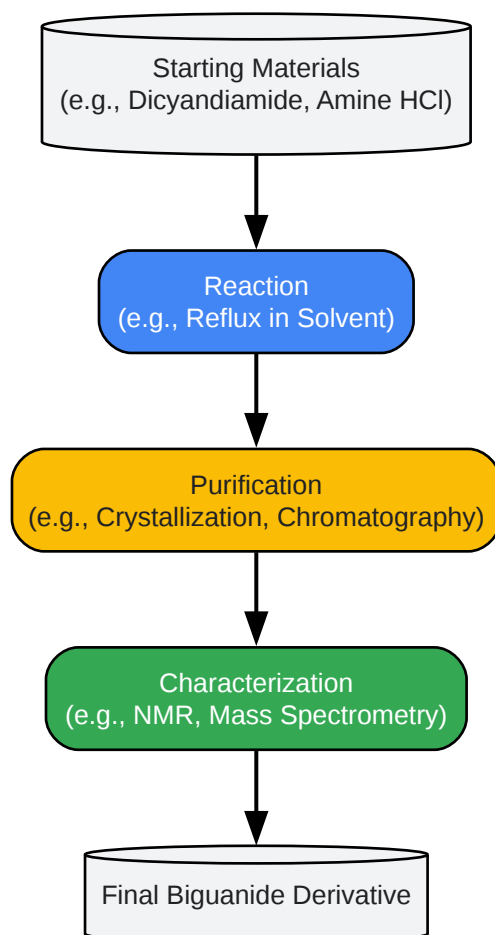 Starting Materials
(e.g., Dicyandiamide, Amine HCl)
Reaction
(e.g., Reflux in Solvent)
Purification
(e.g., Crystallization, Chromatography)
Characterization
(e.g., NMR, Mass Spectrometry)
Final Biguanide Derivative